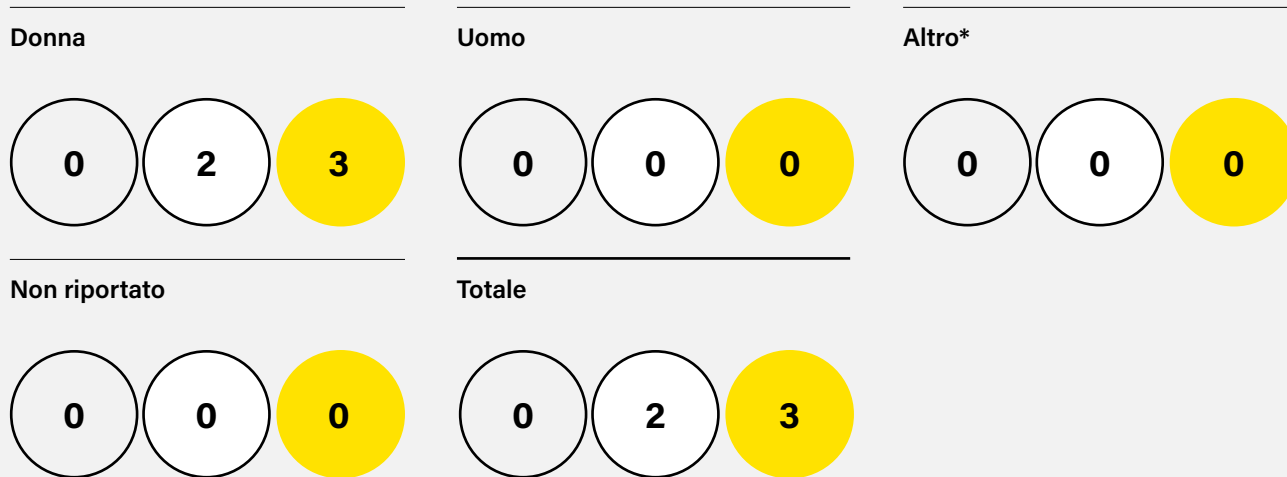 Donna
0 2 3
Uomo
0 0 0
Altro*
0 0 0
Non riportato
0 0 0
Totale
0 2 3